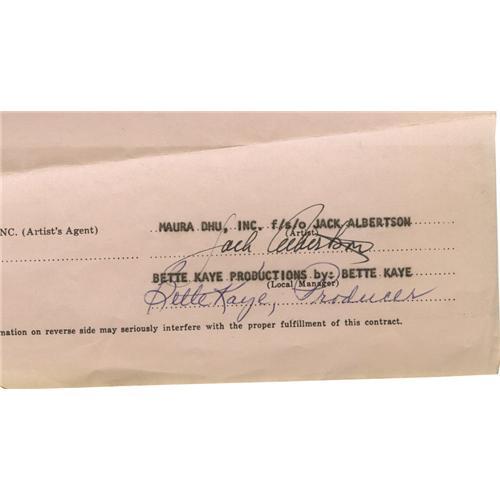 NC. (Artist's Agent)
MAURA DHU, INC. f/s/o JACK ALBERTSON
(Artist)
Jack Albertson
BETTE KAYE PRODUCTIONS by: BETTE KAYE
(Local Manager)
Bette Kaye, Producer
mation on reverse side may seriously interfere with the proper fulfillment of this contract.